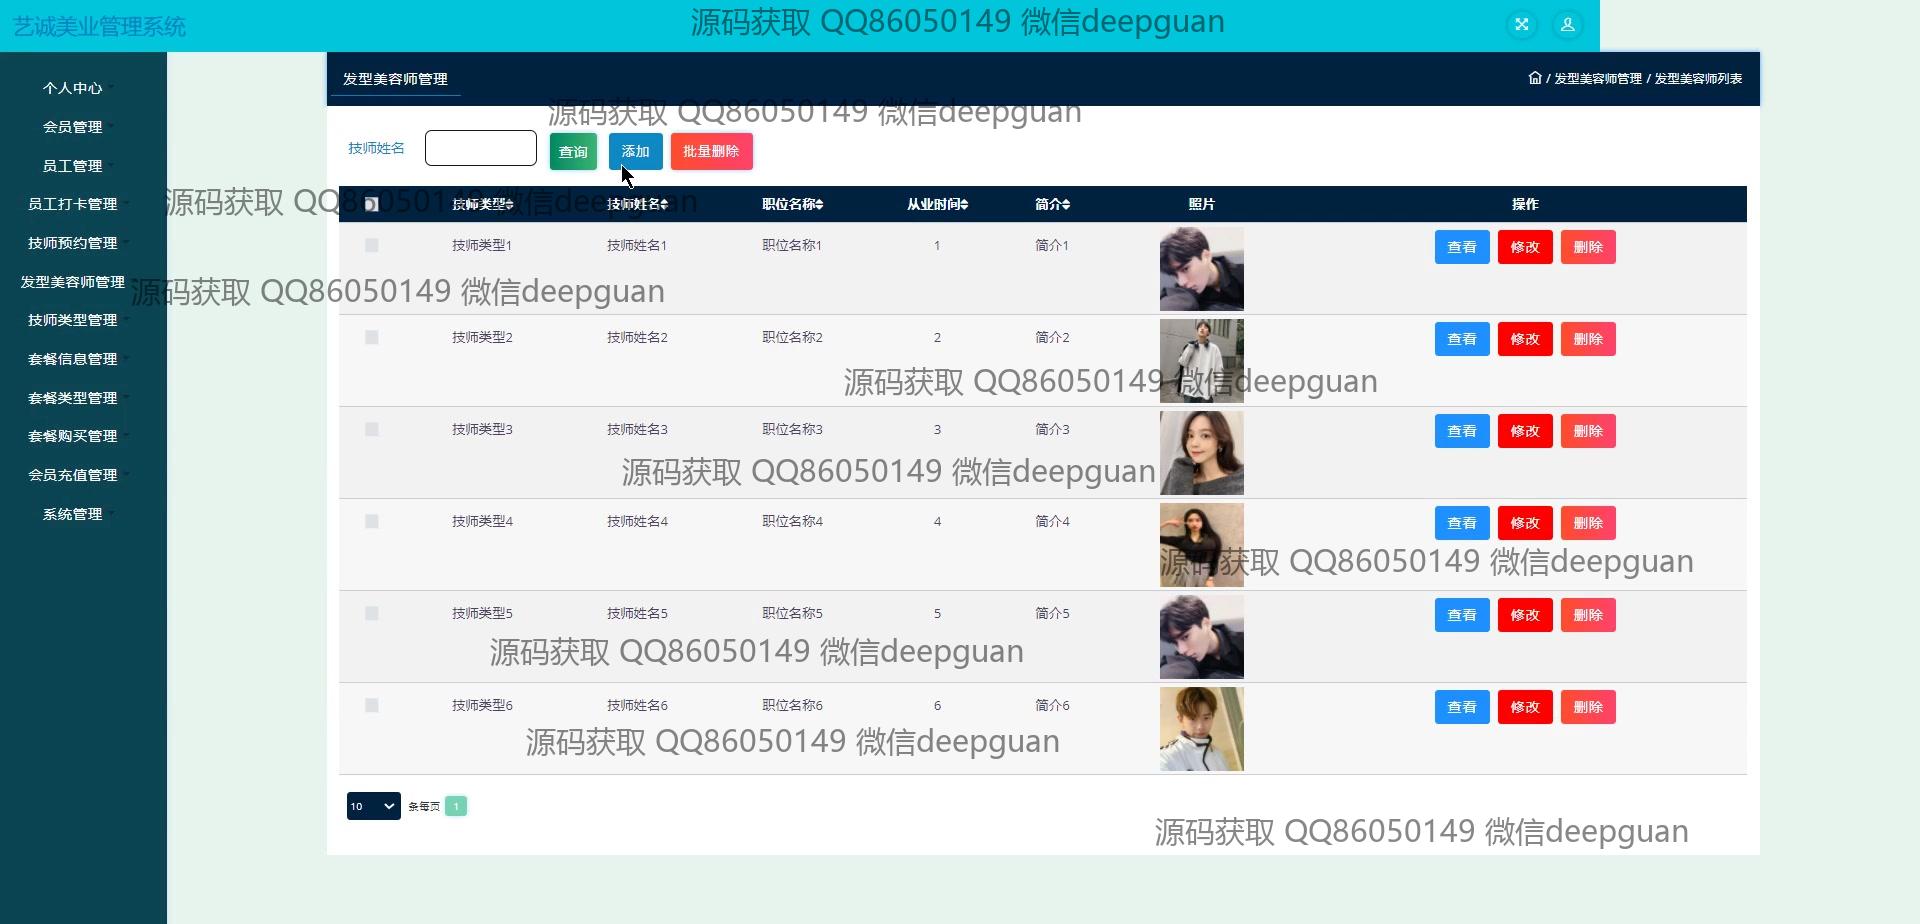 艺诚美业管理系统
源码获取 QQ86050149 微信deepguan
个人中心
会员管理
员工管理
员工打卡管理
技师预约管理
发型美容师管理
技师类型管理
套餐信息管理
套餐类型管理
套餐购买管理
会员充值管理
系统管理
发型美容师管理
/ 发型美容师管理 / 发型美容师列表
源码获取 QQ86050149 微信deepguan
技师姓名 查询 添加 批量删除
源码获取 QQ86050149 微信deepguan
技师类型 技师姓名 职位名称 从业时间 简介 照片 操作
技师类型1 技师姓名1 职位名称1 1 简介1 查看 修改 删除
源码获取 QQ86050149 微信deepguan
技师类型2 技师姓名2 职位名称2 2 简介2 查看 修改 删除
源码获取 QQ86050149 微信deepguan
技师类型3 技师姓名3 职位名称3 3 简介3 查看 修改 删除
源码获取 QQ86050149 微信deepguan
技师类型4 技师姓名4 职位名称4 4 简介4 查看 修改 删除
源码获取 QQ86050149 微信deepguan
技师类型5 技师姓名5 职位名称5 5 简介5 查看 修改 删除
源码获取 QQ86050149 微信deepguan
技师类型6 技师姓名6 职位名称6 6 简介6 查看 修改 删除
源码获取 QQ86050149 微信deepguan
10 条每页 1
源码获取 QQ86050149 微信deepguan